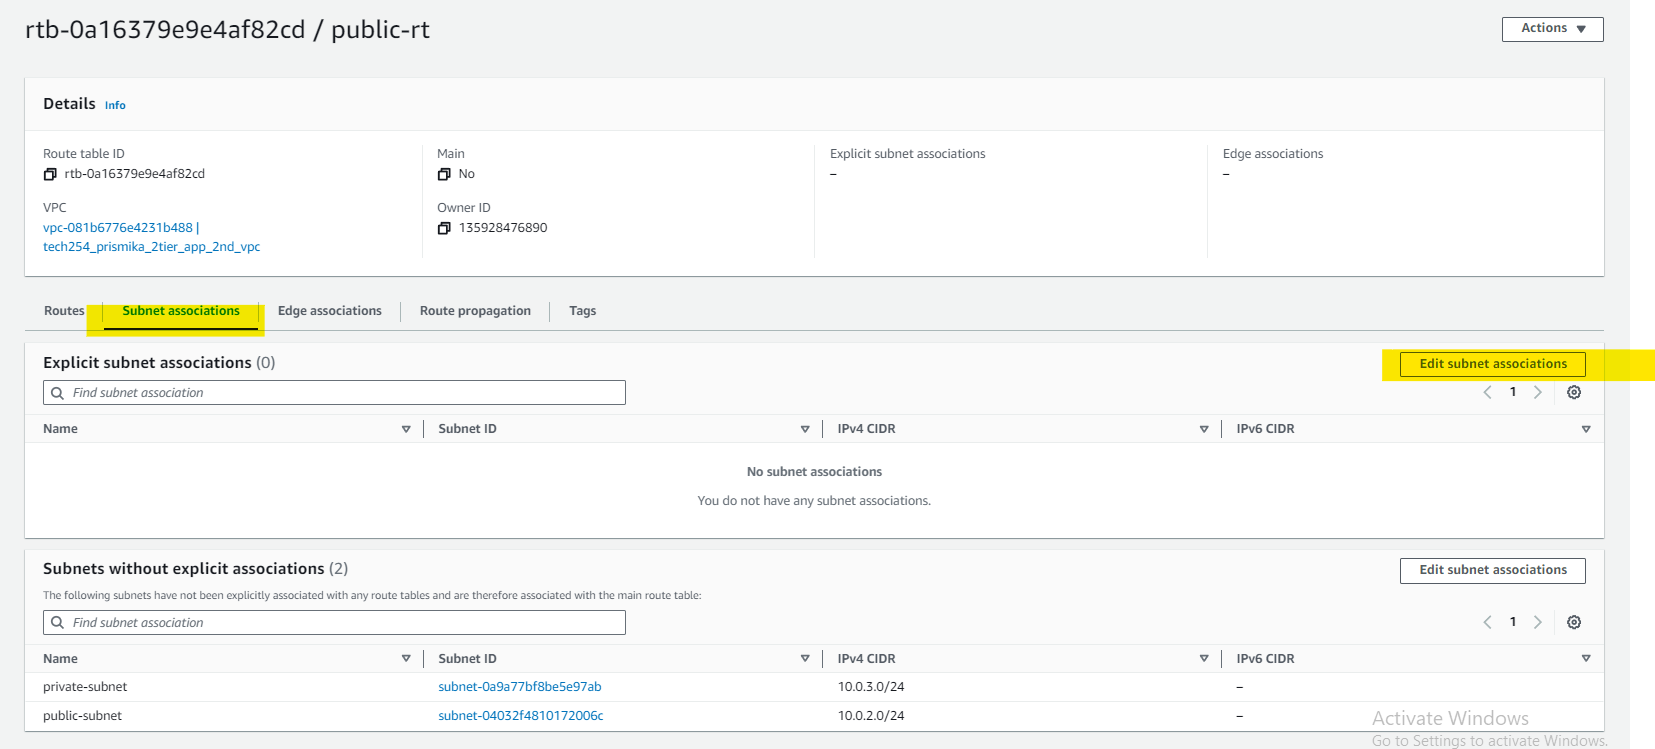 rtb-0a16379e9e4af82cd / public-rt
Actions
Details Info
Route table ID
rtb-0a16379e9e4af82cd
Main
No
Explicit subnet associations
–
Edge associations
–
VPC
vpc-081b6776e4231b488 |
tech254_prismika_2tier_app_2nd_vpc
Owner ID
135928476890
Routes Subnet associations Edge associations Route propagation Tags
Explicit subnet associations (0)
Edit subnet associations
Find subnet association
1
Name Subnet ID IPv4 CIDR IPv6 CIDR
No subnet associations
You do not have any subnet associations.
Subnets without explicit associations (2)
Edit subnet associations
The following subnets have not been explicitly associated with any route tables and are therefore associated with the main route table:
Find subnet association
1
Name Subnet ID IPv4 CIDR IPv6 CIDR
private-subnet subnet-0a9a77bf8be5e97ab 10.0.3.0/24 –
public-subnet subnet-04032f4810172006c 10.0.2.0/24 –
Activate Windows
Go to Settings to activate Windows.